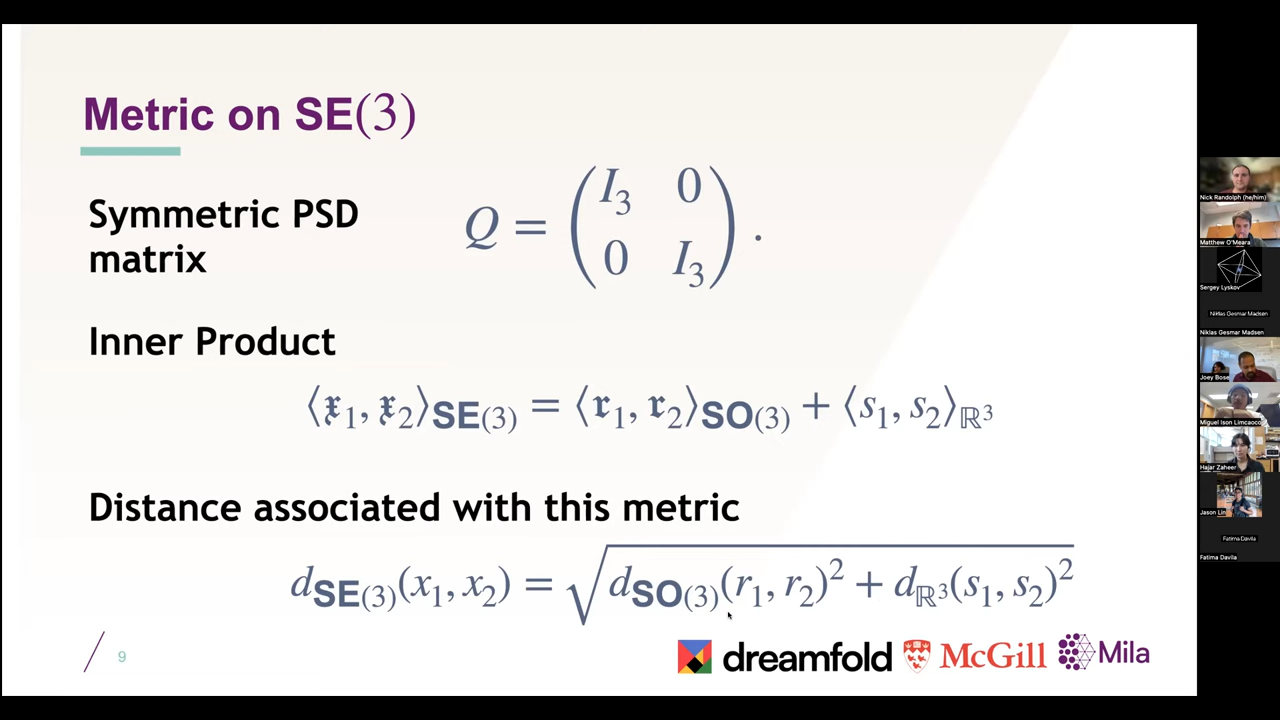 Metric on SE(3)
Symmetric PSD
matrix
Q = ( I₃ 0
0 I₃ ) .
Inner Product
⟨𝔵₁, 𝔵₂⟩SE(3) = ⟨𝔯₁, 𝔯₂⟩SO(3) + ⟨s₁, s₂⟩ℝ³
Distance associated with this metric
dSE(3)(x₁, x₂) = √dSO(3)(r₁, r₂)² + dℝ³(s₁, s₂)²
9
dreamfold
McGill
Mila
Nick Randolph (he/him)
Matthew O'Meara
Sergey Lyskov
Niklas Gesmar Madsen
Niklas Gesmar Madsen
Joey Bose
Miguel Ison Limcaoco
Hajar Zaheer
Jason Lin
Fatima Davila
Fatima Davila